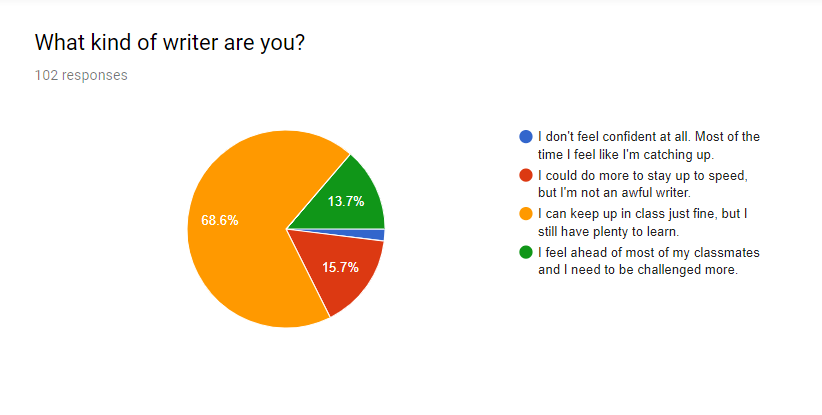 What kind of writer are you?
102 responses
I don't feel confident at all. Most of the
time I feel like I'm catching up.
I could do more to stay up to speed,
but I'm not an awful writer.
I can keep up in class just fine, but I
still have plenty to learn.
I feel ahead of most of my classmates
and I need to be challenged more.
13.7%
68.6%
15.7%